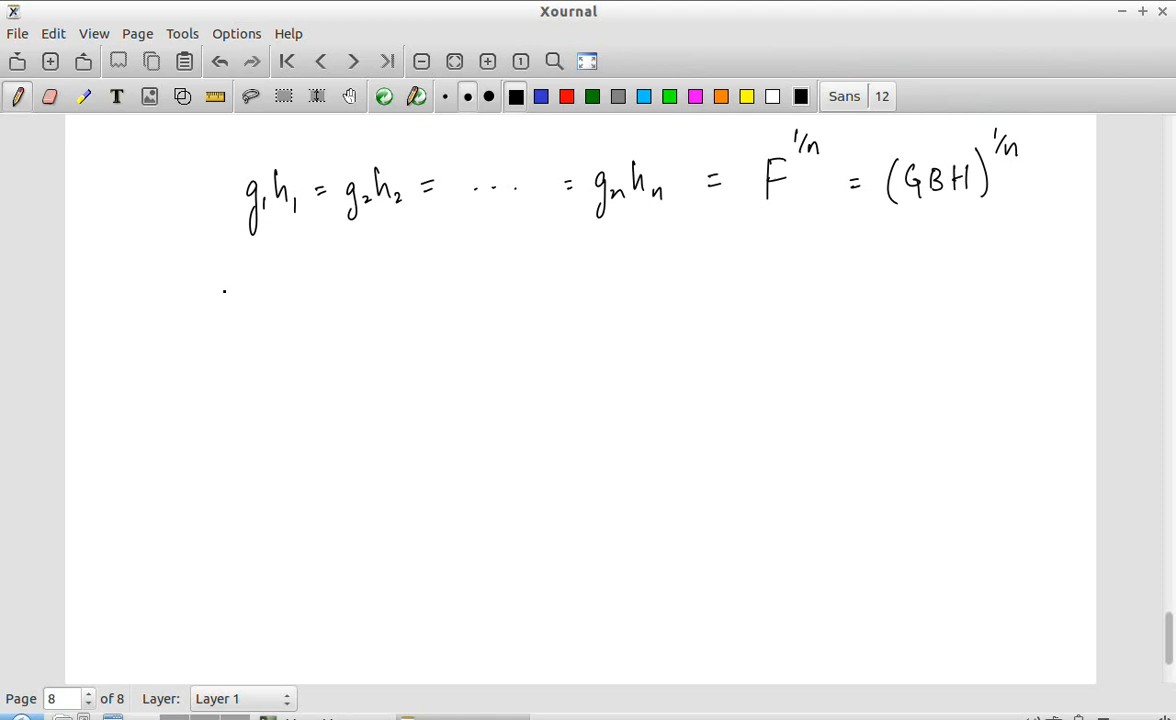 Xournal
File Edit View Page Tools Options Help
Sans 12
g₁h₁ = g₂h₂ = ... = gₙhₙ = F^{1/n} = (GBH)^{1/n}
Page 8 of 8 Layer: Layer 1